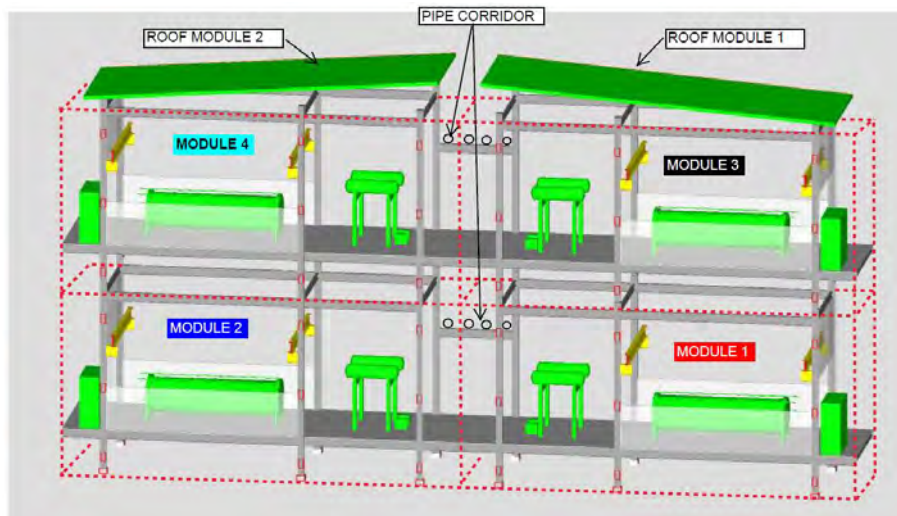 PIPE CORRIDOR
ROOF MODULE 2
ROOF MODULE 1
MODULE 4
MODULE 3
MODULE 2
MODULE 1